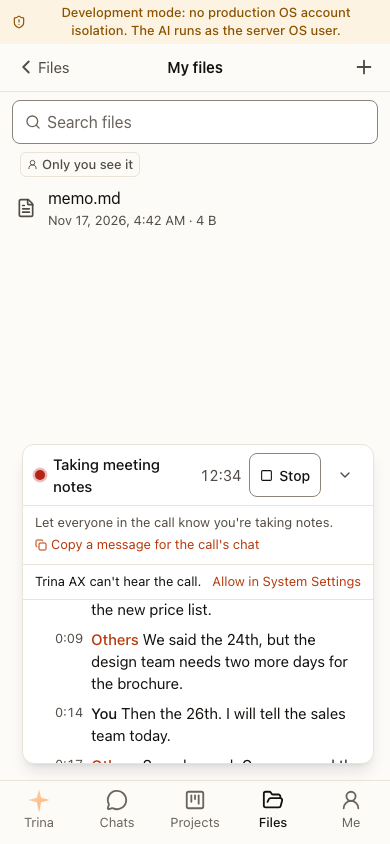 Development mode: no production OS account
isolation. The AI runs as the server OS user.
Files
My files
Search files
Only you see it
memo.md
Nov 17, 2026, 4:42 AM · 4 B
Taking meeting
notes
12:34
Stop
Let everyone in the call know you're taking notes.
Copy a message for the call's chat
Trina AX can't hear the call. Allow in System Settings
the new price list.
0:09 Others We said the 24th, but the
design team needs two more days for
the brochure.
0:14 You Then the 26th. I will tell the sales
team today.
Trina
Chats
Projects
Files
Me